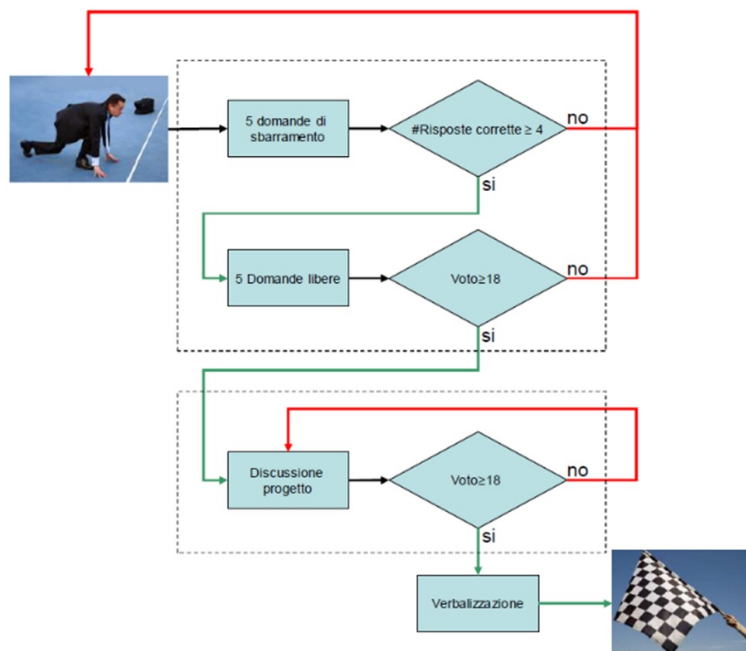 5 domande di
sbarramento
#Risposte corrette ≥ 4
no
si
5 Domande libere
Voto≥18
no
si
Discussione
progetto
Voto≥18
no
si
Verbalizzazione